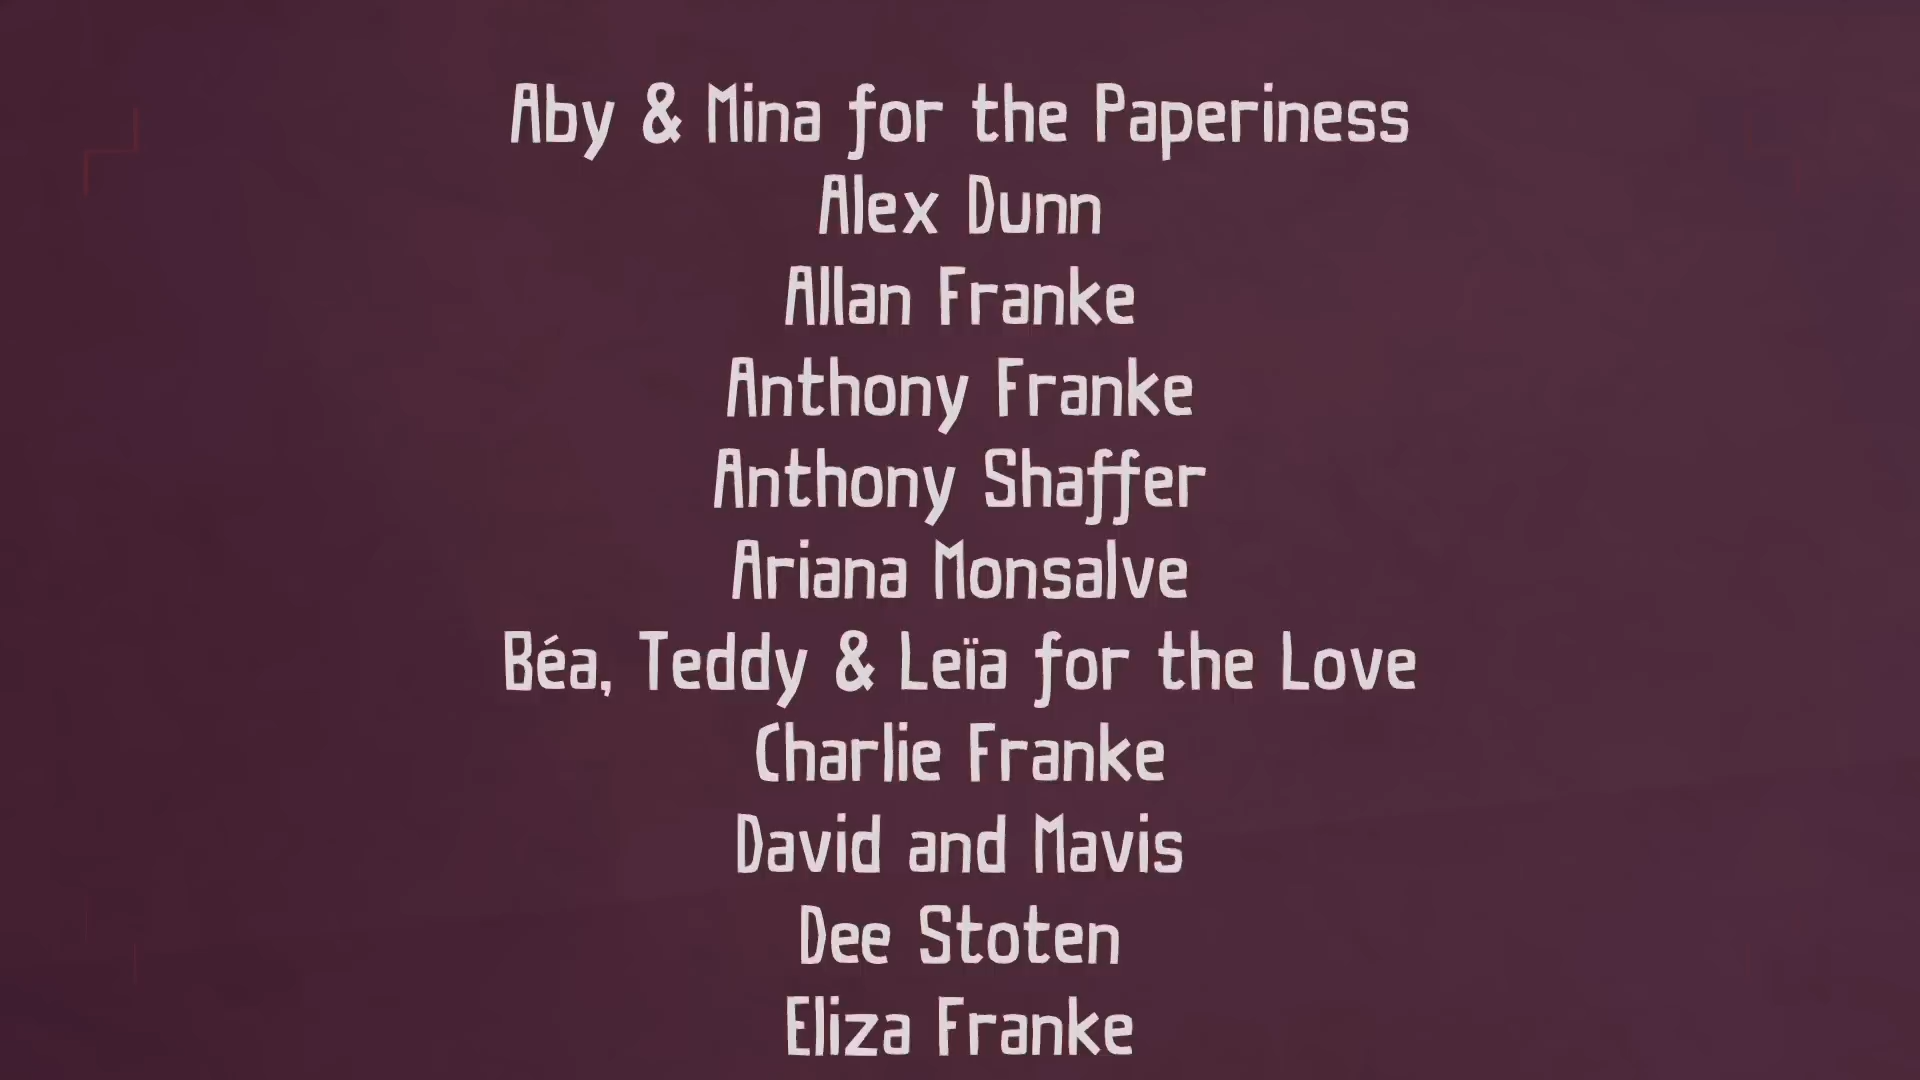 Aby & Mina for the Paperiness
Alex Dunn
Allan Franke
Anthony Franke
Anthony Shaffer
Ariana Monsalve
Béa, Teddy & Leïa for the Love
Charlie Franke
David and Mavis
Dee Stoten
Eliza Franke